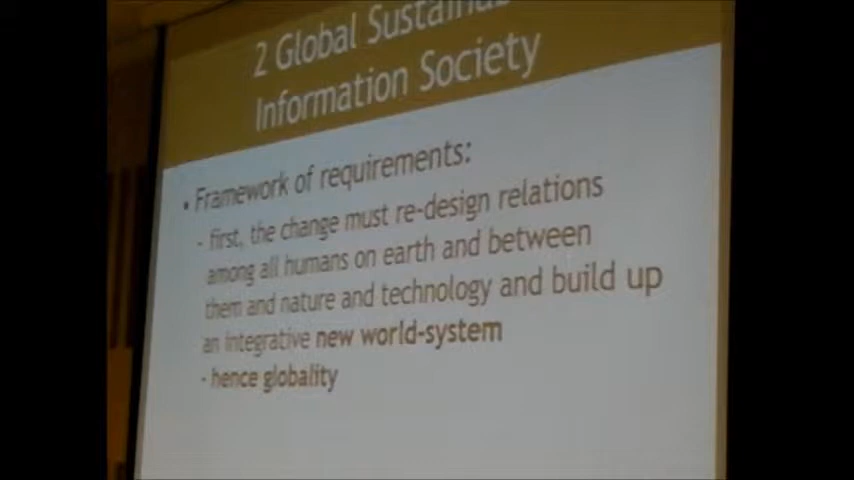 2 Global
Information Society
• Framework of requirements:
- first, the change must re-design relations
among all humans on earth and between
them and nature and technology and build up
an integrative new world-system
- hence globality